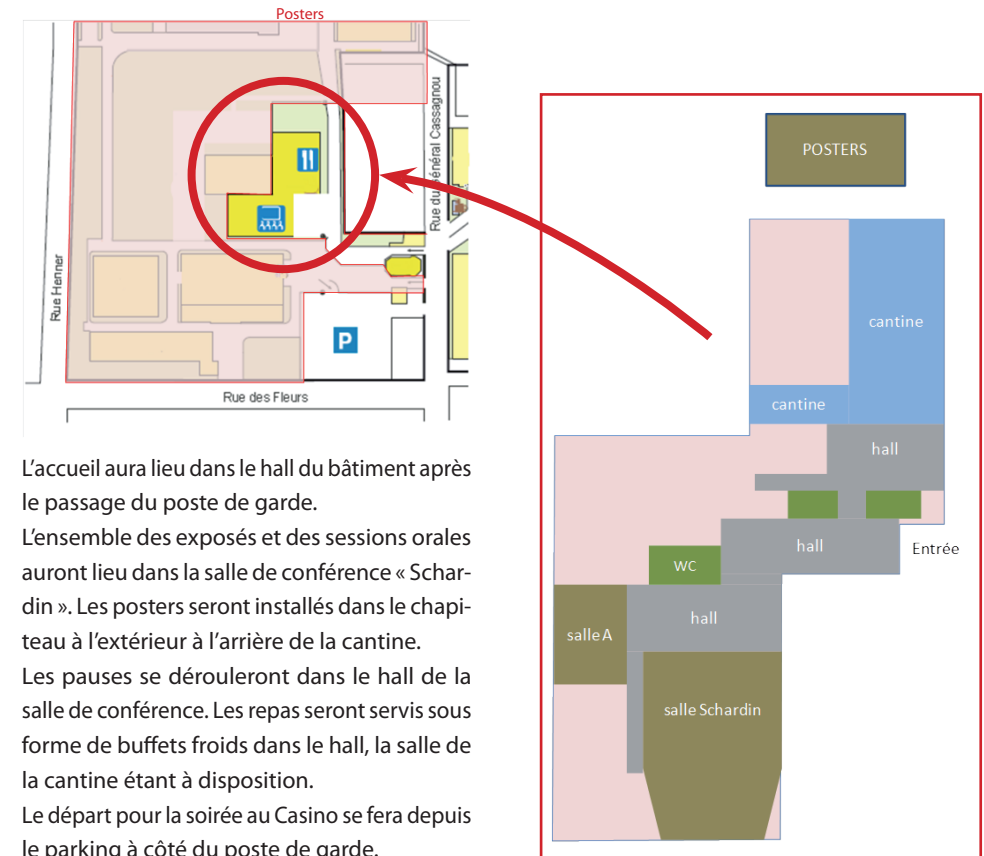 Posters
Rue du Général Cassagnou
Rue Henner
P
Rue des Fleurs
L'accueil aura lieu dans le hall du bâtiment après
le passage du poste de garde.
L'ensemble des exposés et des sessions orales
auront lieu dans la salle de conférence « Schar-
din ». Les posters seront installés dans le chapi-
teau à l'extérieur à l'arrière de la cantine.
Les pauses se dérouleront dans le hall de la
salle de conférence. Les repas seront servis sous
forme de buffets froids dans le hall, la salle de
la cantine étant à disposition.
Le départ pour la soirée au Casino se fera depuis
le parking à côté du poste de garde.
POSTERS
cantine
cantine
hall
hall
Entrée
WC
hall
salle A
salle Schardin